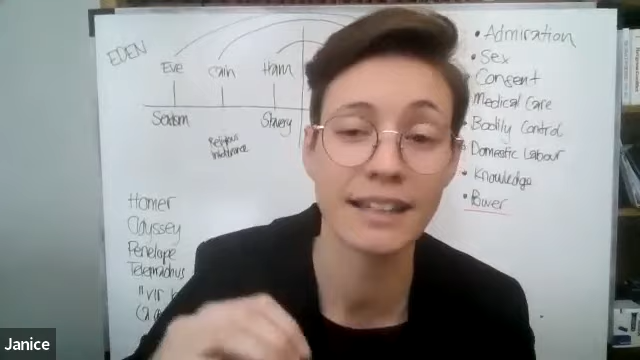 EDEN
Eve Cain Ham
Sexism Religious Intolerance Slavery
Homer
Odyssey
Penelope
Telemachus
• Admiration
• Sex
Consent
Medical Care
• Bodily Control
Domestic Labour
• Knowledge
• Power
Janice